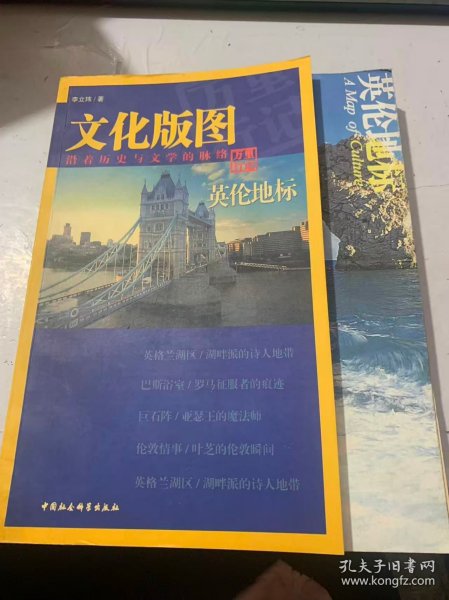 李立玮/著
文化版图
沿着历史与文学的脉络
万里
英伦地标
英格兰湖区/湖畔派的诗人地带
巴斯浴室/罗马征服者的痕迹
巨石阵/亚瑟王的魔法师
伦敦情事/叶芝的伦敦瞬间
英格兰湖区/湖畔派的诗人地带
中国社会科学出版社
英伦地标
A Map of Culture
孔夫子旧书网
www.kongfz.com